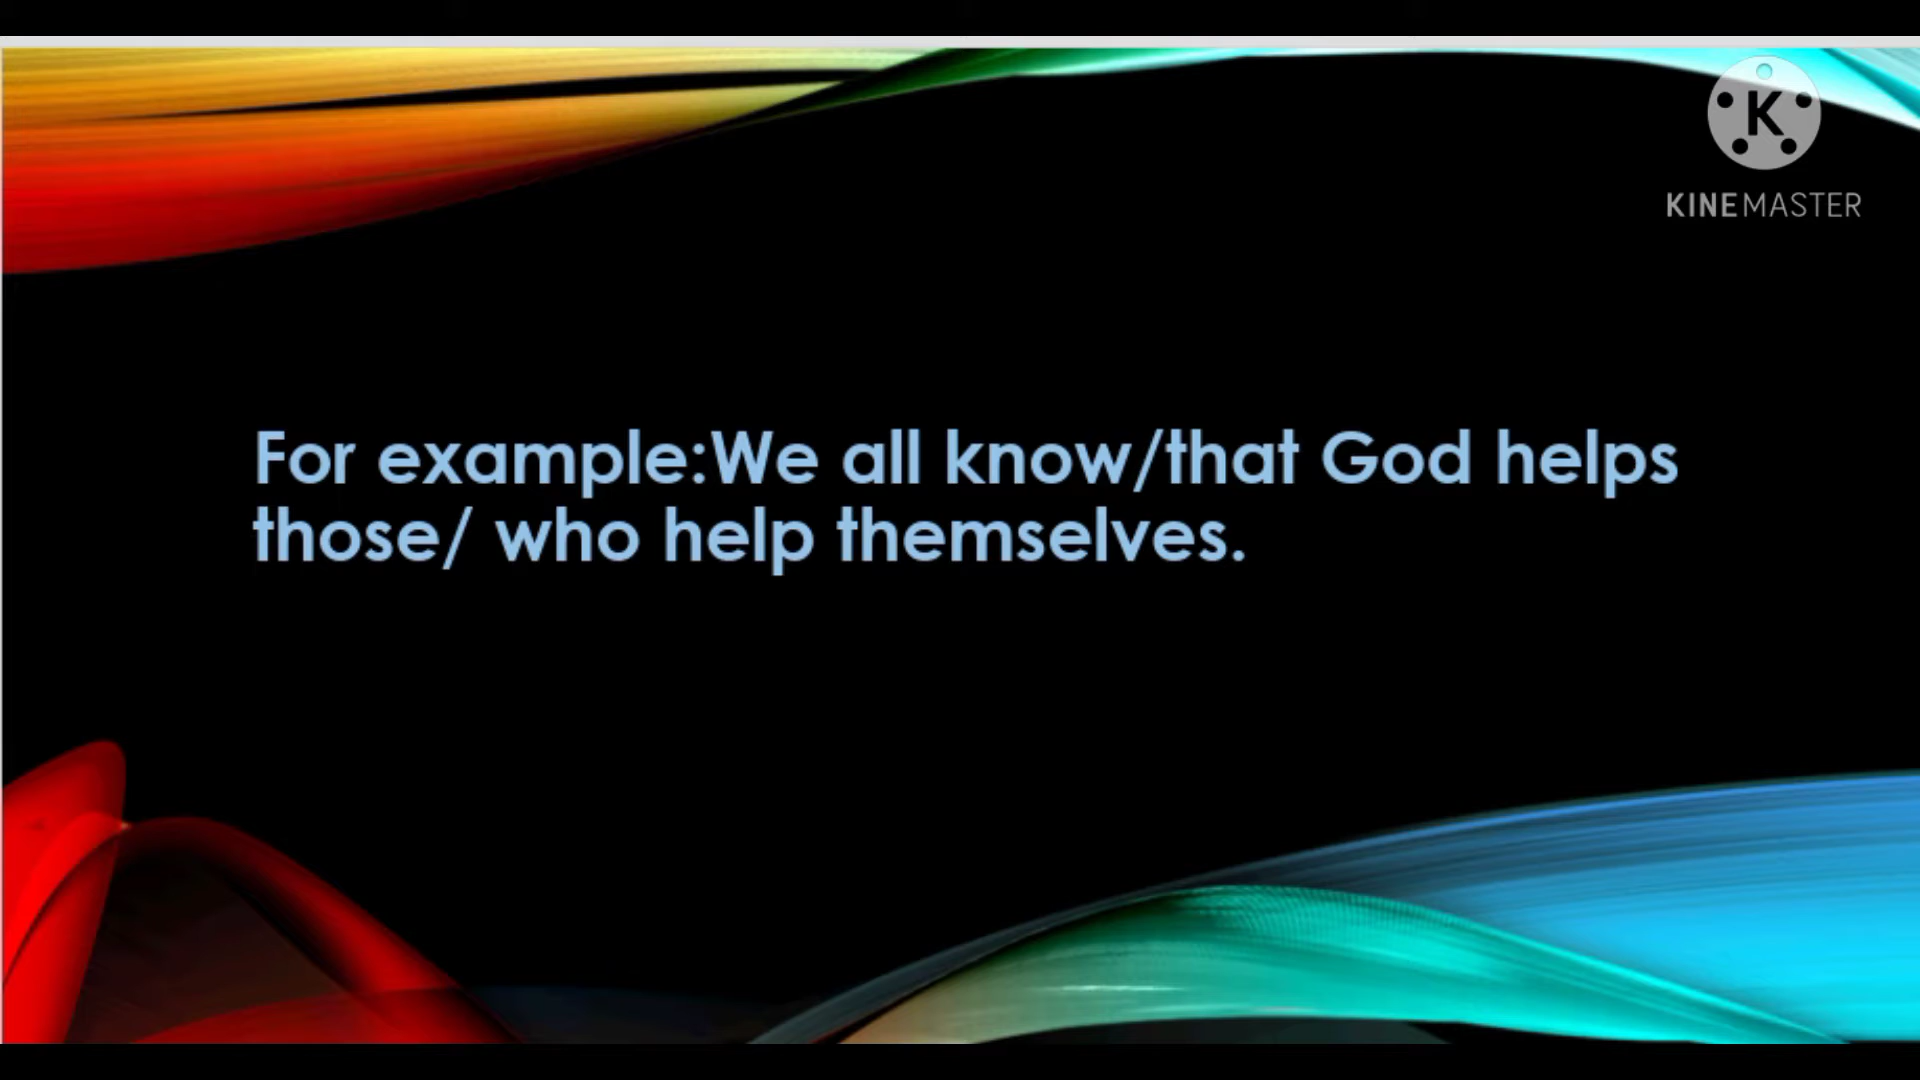 K
KINEMASTER
For example:We all know/that God helps
those/ who help themselves.